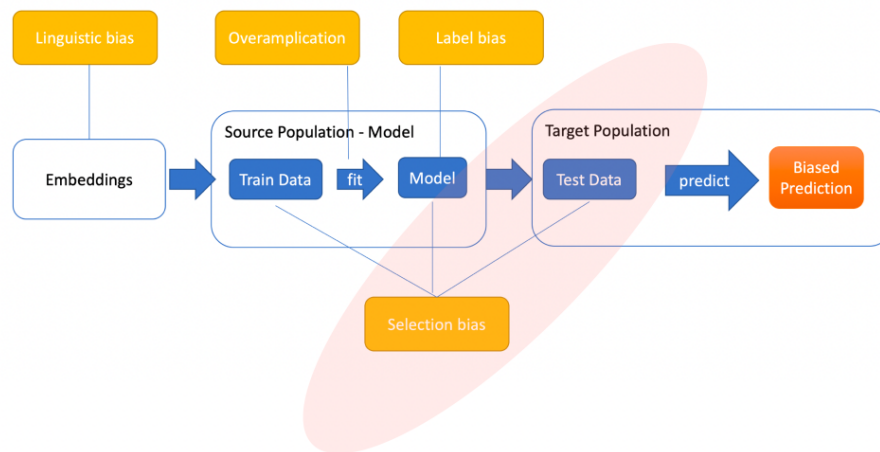 Linguistic bias
Overamplication
Label bias
Source Population - Model
Target Population
Embeddings
Train Data
fit
Model
Test Data
predict
Biased
Prediction
Selection bias